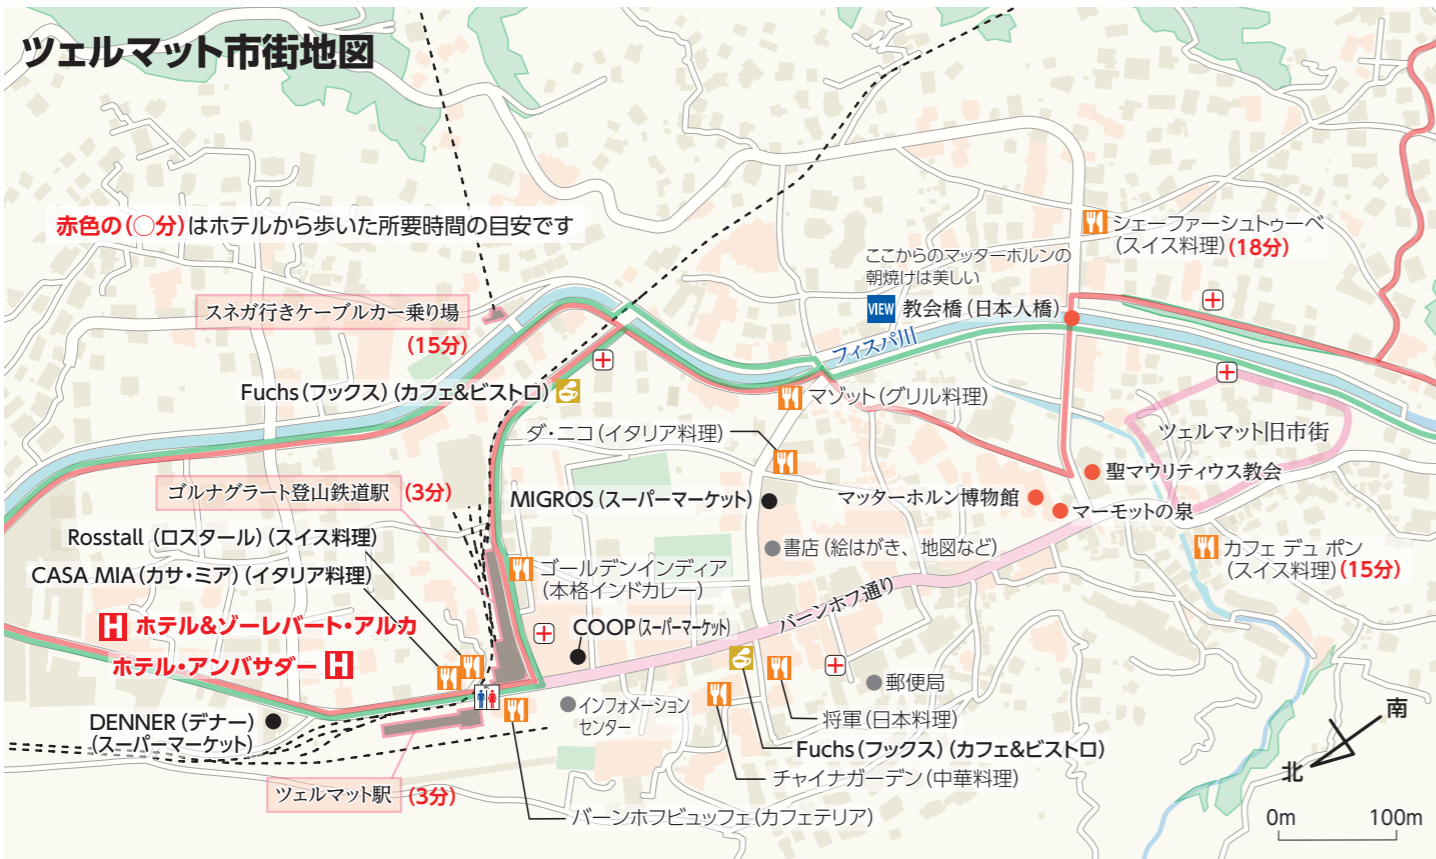 ツェルマット市街地図
赤色の(○分)はホテルから歩いた所要時間の目安です
シェーファーシュトゥーベ
(スイス料理)(18分)
ここからのマッターホルンの
朝焼けは美しい
VIEW 教会橋(日本人橋)
スネガ行きケーブルカー乗り場
(15分)
フィスパ川
Fuchs(フックス)(カフェ&ビストロ)
マゾット(グリル料理)
ダ・ニコ(イタリア料理)
ツェルマット旧市街
聖マウリティウス教会
ゴルナグラート登山鉄道駅 (3分)
MIGROS(スーパーマーケット)
マッターホルン博物館
マーモットの泉
Rosstall (ロスタール)(スイス料理)
CASA MIA(カサ・ミア)(イタリア料理)
書店(絵はがき、地図など)
カフェ デュ ポン
(スイス料理)(15分)
ゴールデンインディア
(本格インドカレー)
バーンホフ通り
H ホテル&ゾーレバート・アルカ
COOP(スーパーマーケット)
ホテル・アンバサダー H
郵便局
インフォメーション
センター
DENNER(デナー)
(スーパーマーケット)
将軍(日本料理)
Fuchs(フックス)(カフェ&ビストロ)
チャイナガーデン(中華料理)
ツェルマット駅 (3分)
バーンホフビュッフェ(カフェテリア)
南
北
0m 100m